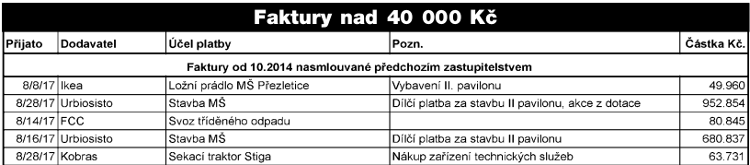 Faktury nad 40 000 Kč
Přijato Dodavatel Účel platby Pozn. Částka Kč.
Faktury od 10.2014 nasmlouvané předchozím zastupitelstvem
8/8/17 Ikea Ložní prádlo MŠ Přezletice Vybavení II. pavilonu 49.960
8/28/17 Urbiosisto Stavba MŠ Dílčí platba za stavbu II pavilonu, akce z dotace 952.854
8/14/17 FCC Svoz tříděného odpadu 80.845
8/16/17 Urbiosisto Stavba MŠ Dílčí platba za stavbu II pavilonu 680.837
8/28/17 Kobras Sekací traktor Stiga Nákup zařízení technických služeb 63.731